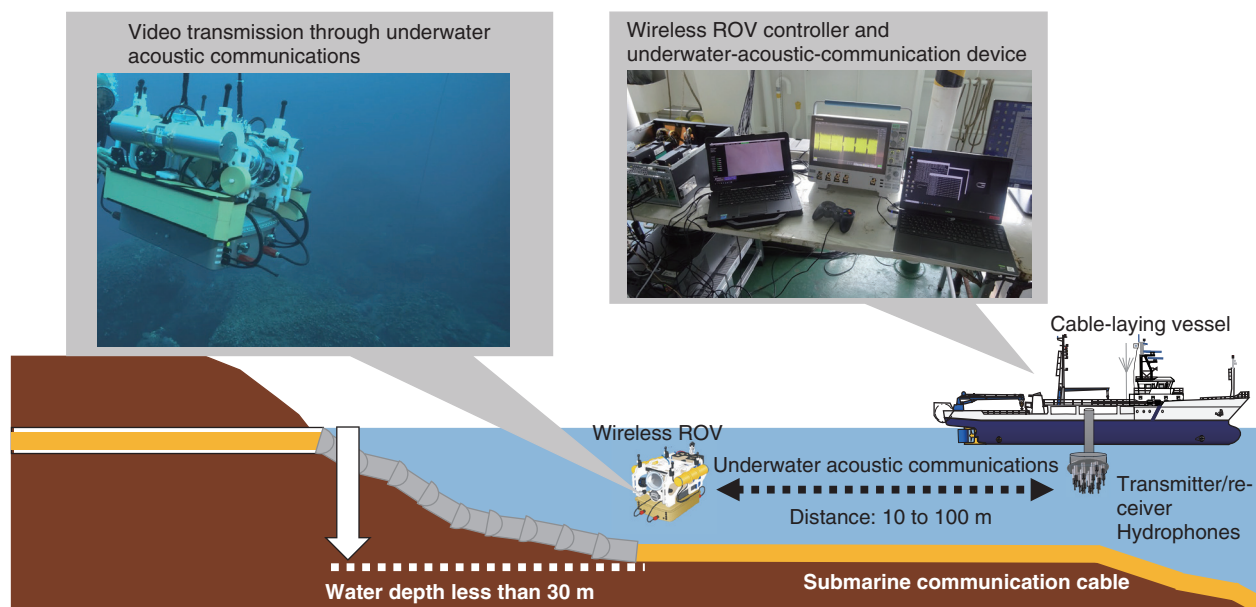 Video transmission through underwater
acoustic communications
Wireless ROV controller and
underwater-acoustic-communication device
Cable-laying vessel
Wireless ROV
Underwater acoustic communications
Distance: 10 to 100 m
Transmitter/re-
ceiver
Hydrophones
Water depth less than 30 m
Submarine communication cable